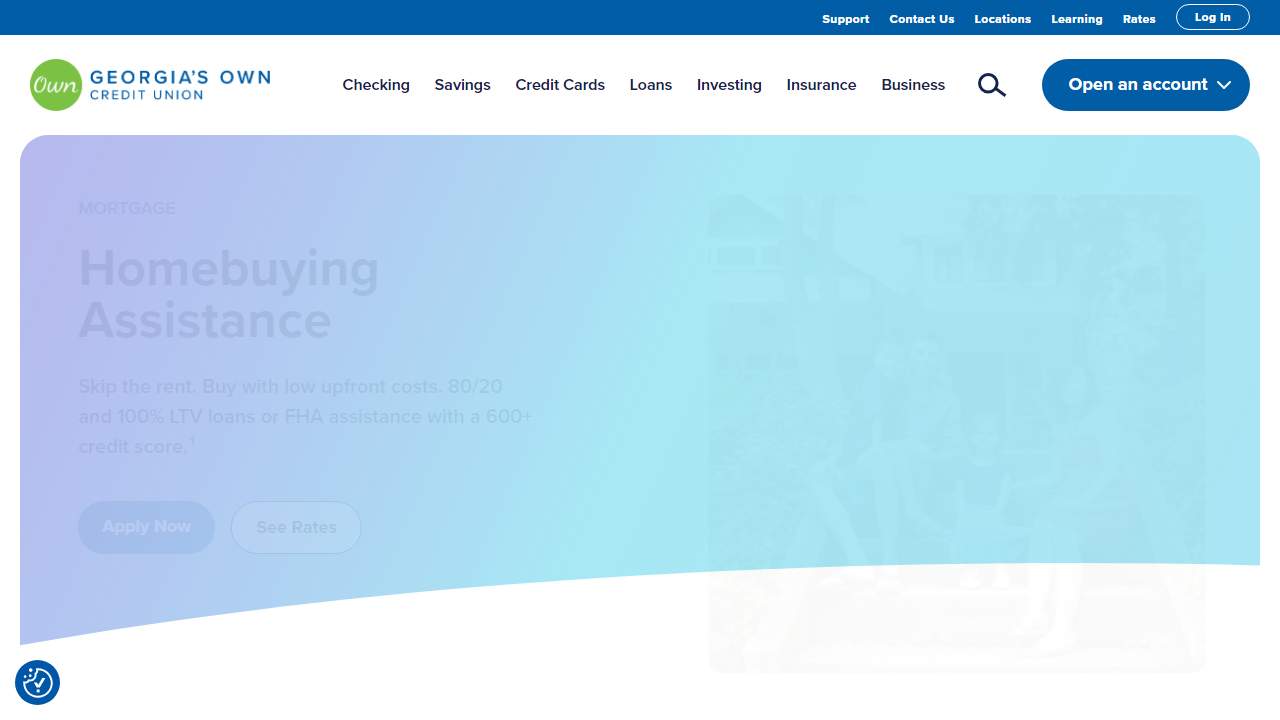 Support Contact Us Locations Learning Rates Log In
Own GEORGIA'S OWN
CREDIT UNION
Checking Savings Credit Cards Loans Investing Insurance Business Open an account
MORTGAGE
Homebuying
Assistance
Skip the rent. Buy with low upfront costs. 80/20
and 100% LTV loans or FHA assistance with a 600+
credit score.¹
Apply Now See Rates